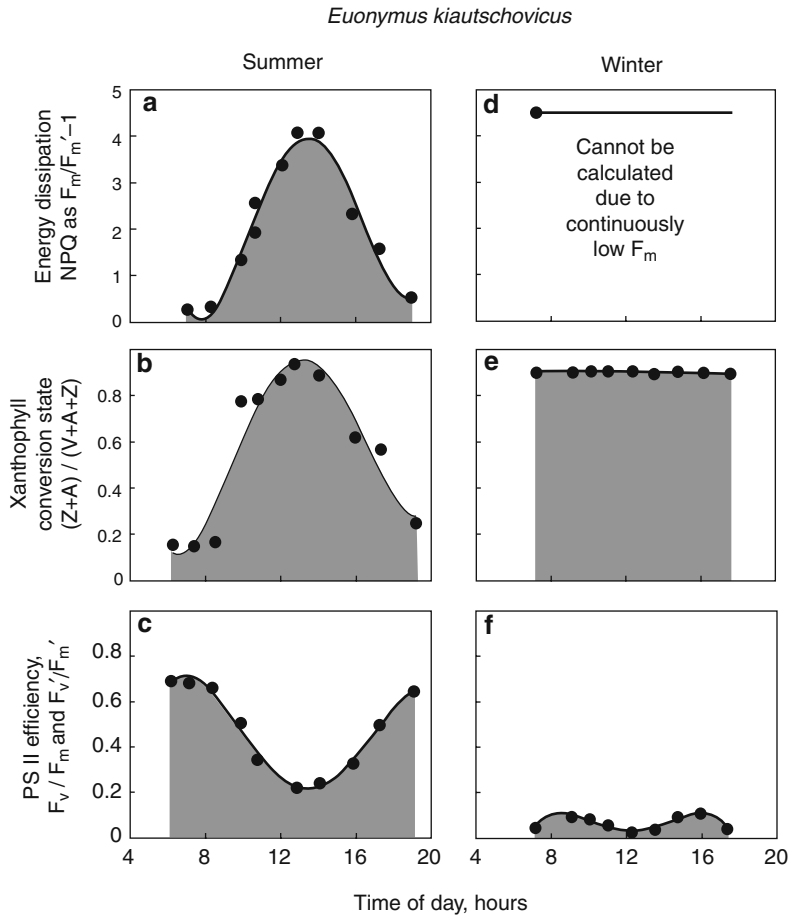 Euonymus kiautschovicus
Summer
Winter
Energy dissipation
NPQ as Fm/Fm′−1
5
4
3
2
1
0
a
d
Cannot be
calculated
due to
continuously
low Fm
Xanthophyll
conversion state
(Z+A) / (V+A+Z)
0.8
0.6
0.4
0.2
0
b
e
PS II efficiency,
Fv / Fm and Fv′/Fm′
0.8
0.6
0.4
0.2
0
c
f
4 8 12 16 20
4 8 12 16 20
Time of day, hours